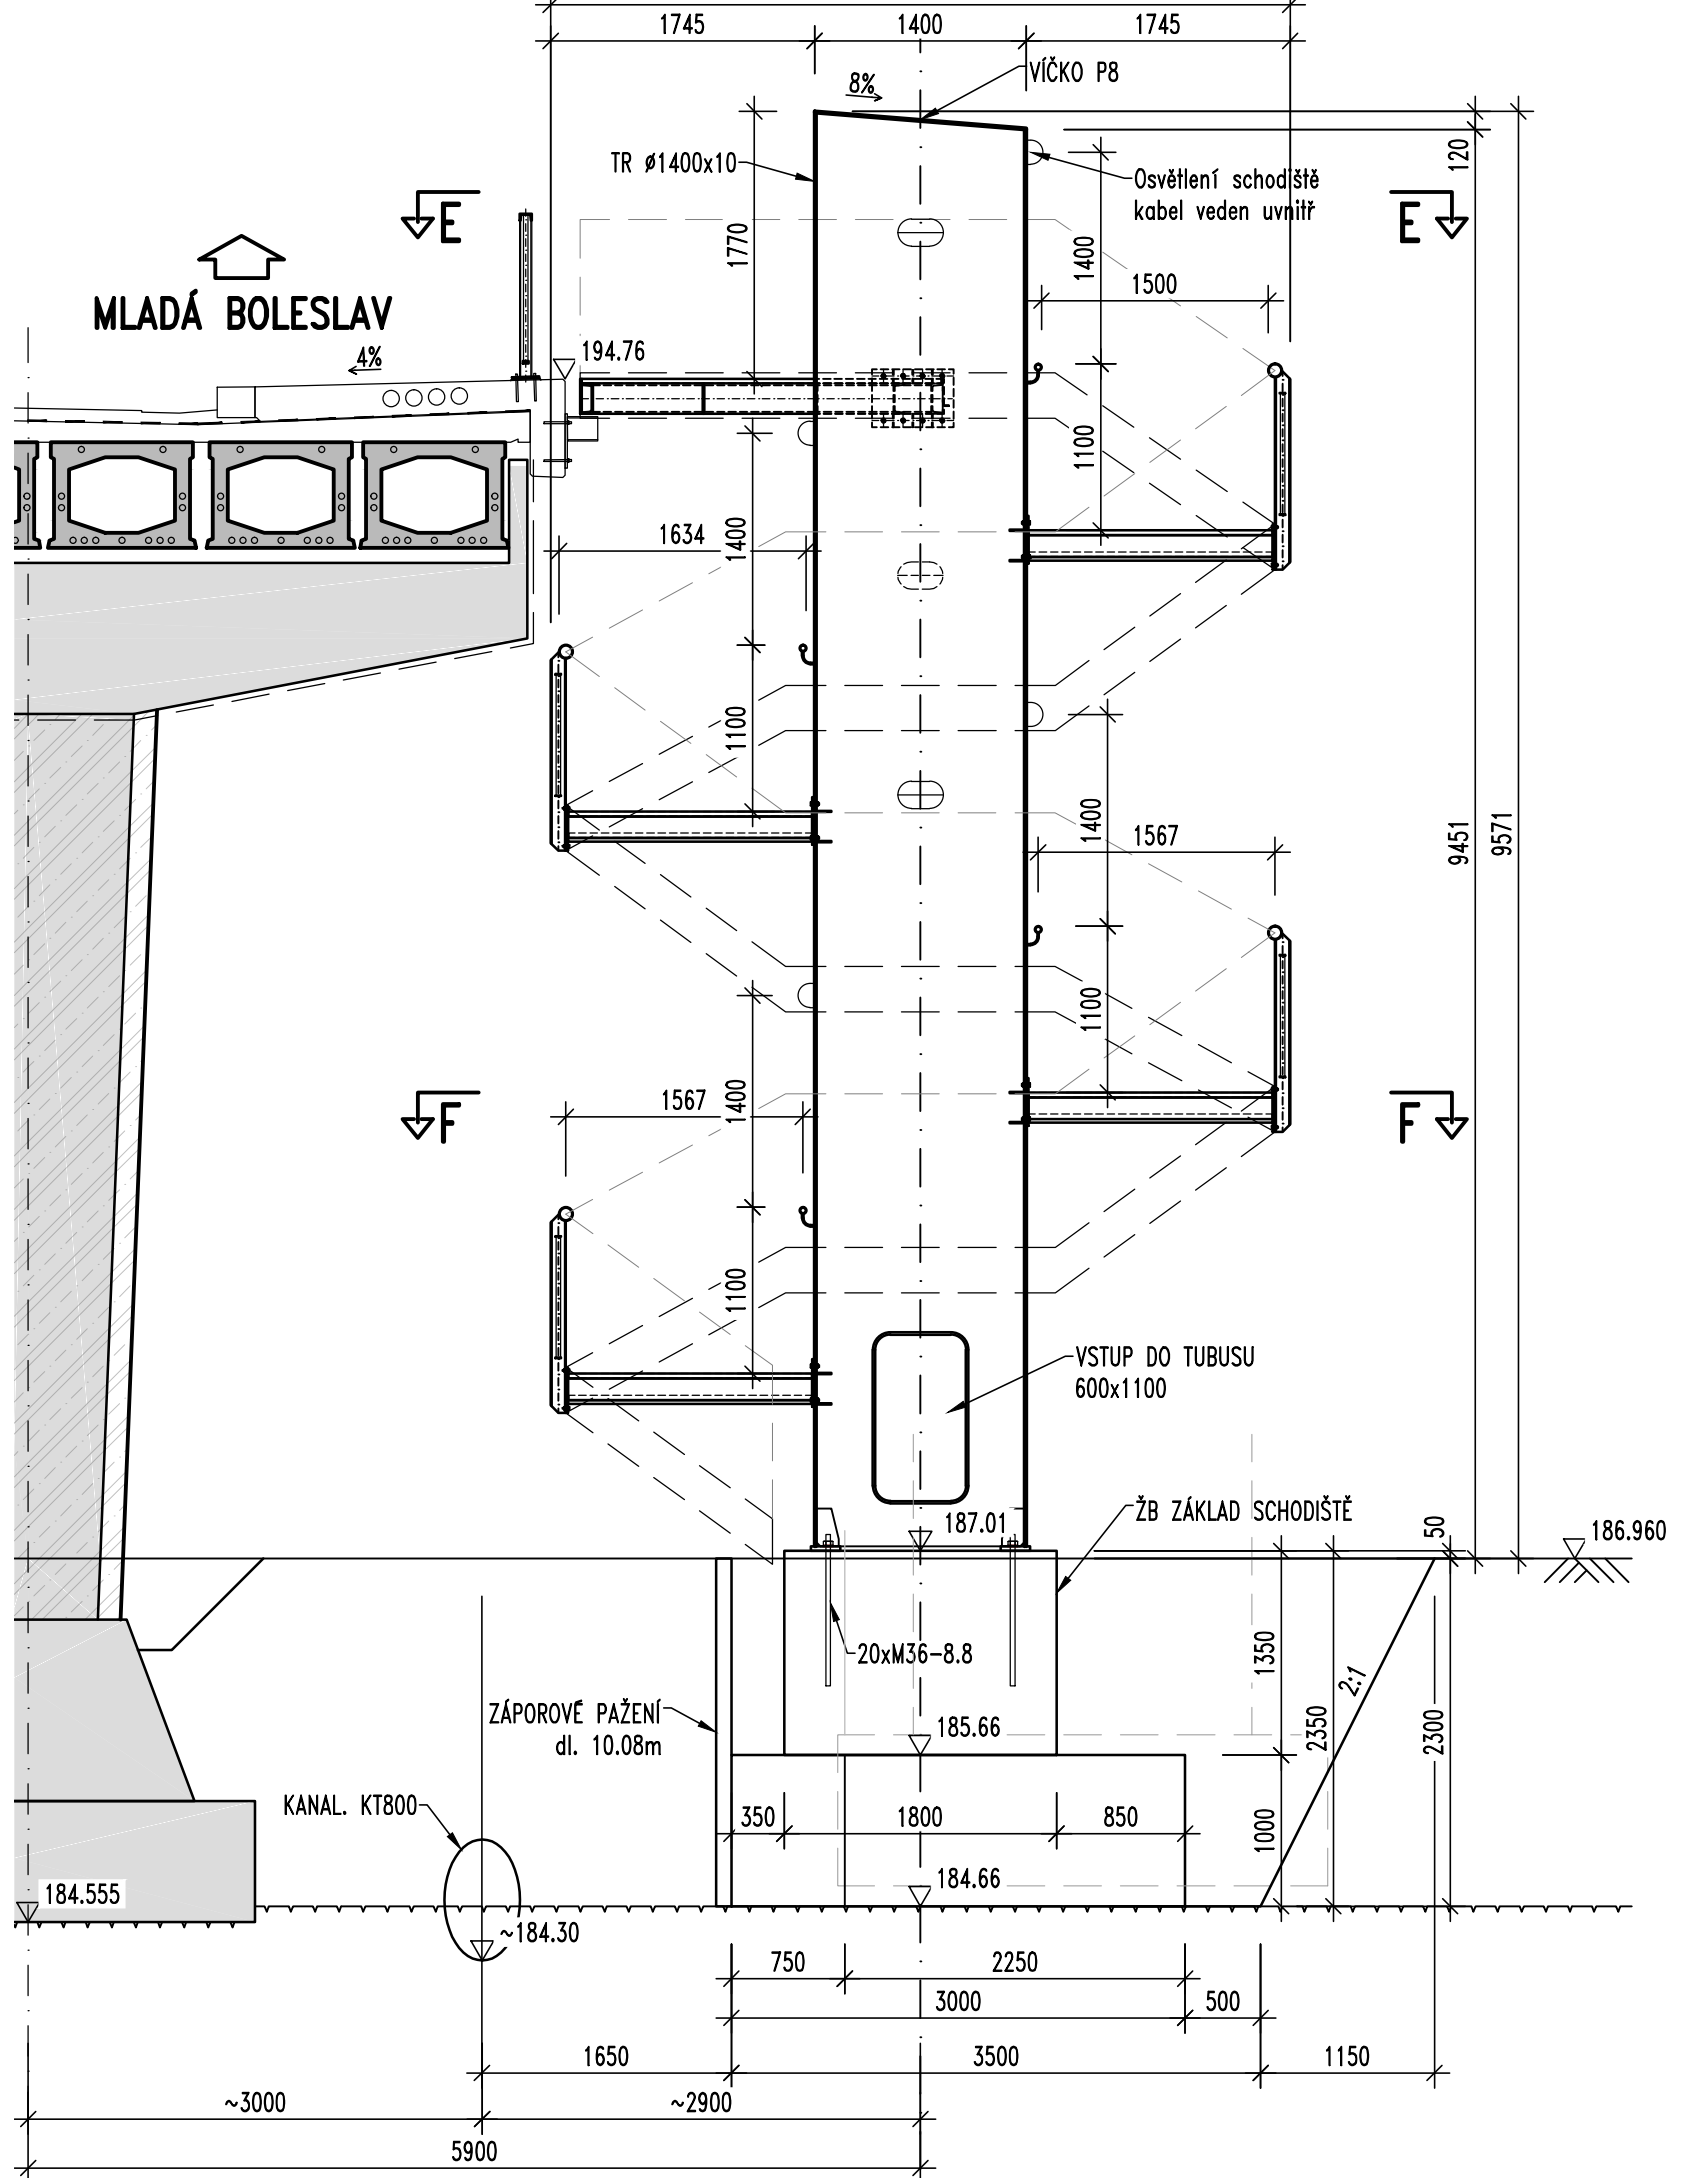 1745
1400
1745
VÍČKO P8
8%
120
TR ø1400x10
Osvětlení schodiště
kabel veden uvnitř
E
E
1770
1400
1500
MLADÁ BOLESLAV
4%
194.76
1100
1634
1400
1100
1400
1567
9451
9571
1100
1567
1400
F
F
1100
VSTUP DO TUBUSU
600x1100
187.01
ŽB ZÁKLAD SCHODIŠTĚ
50
186.960
20xM36-8.8
1350
2:1
ZÁPOROVÉ PAŽENÍ
dl. 10.08m
185.66
2350
2300
KANAL. KT800
350
1800
850
1000
184.555
184.66
~184.30
750
2250
3000
500
1650
3500
1150
~3000
~2900
5900